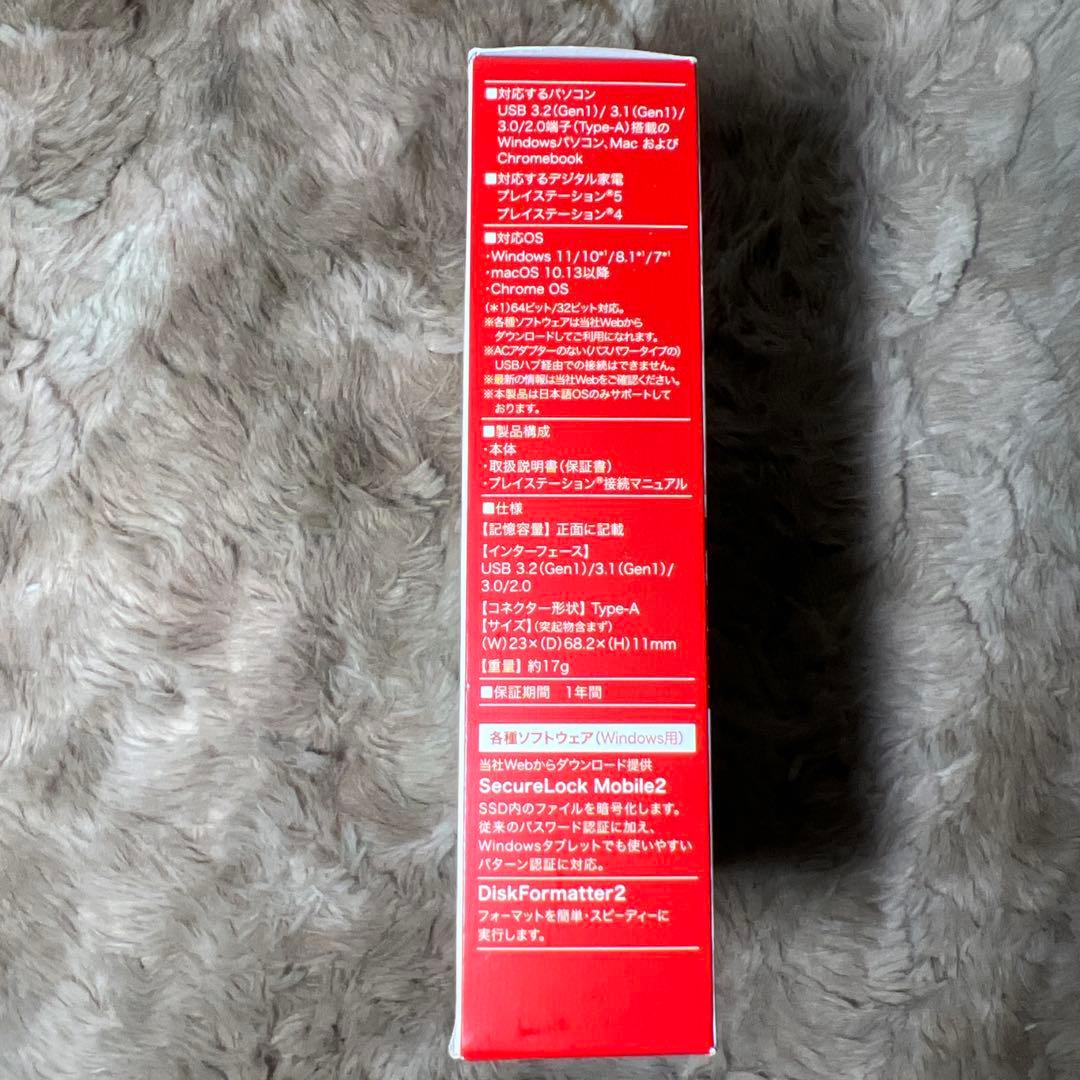 ■対応するパソコン
USB 3.2(Gen1)/ 3.1(Gen1)/
3.0/2.0端子(Type-A)搭載の
Windowsパソコン、Mac および
Chromebook
■対応するデジタル家電
プレイステーション®5
プレイステーション®4
■対応OS
・Windows 11/10*¹/8.1*¹/7*¹
・macOS 10.13以降
・Chrome OS
(*1)64ビット/32ビット対応。
※各種ソフトウェアは当社Webから
ダウンロードしてご利用になれます。
※ACアダプターのない(バスパワータイプの)
USBハブ経由での接続はできません。
※最新の情報は当社Webをご確認ください。
※本製品は日本語OSのみサポートして
おります。
■製品構成
・本体
・取扱説明書(保証書)
・プレイステーション®接続マニュアル
■仕様
【記憶容量】 正面に記載
【インターフェース】
USB 3.2(Gen1)/3.1(Gen1)/
3.0/2.0
【コネクター形状】 Type-A
【サイズ】(突起物含まず)
(W)23×(D)68.2×(H)11mm
【重量】 約17g
■保証期間 1年間
各種ソフトウェア(Windows用)
当社Webからダウンロード提供
SecureLock Mobile2
SSD内のファイルを暗号化します。
従来のパスワード認証に加え、
Windowsタブレットでも使いやすい
パターン認証に対応。
DiskFormatter2
フォーマットを簡単・スピーディーに
実行します。